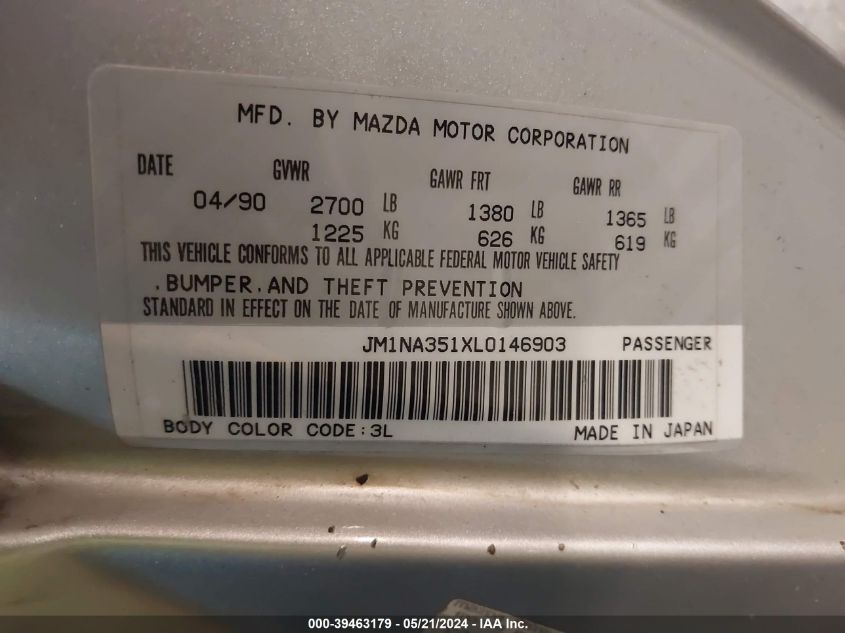 MFD. BY MAZDA MOTOR CORPORATION
DATE GVWR GAWR FRT GAWR RR
04/90 2700 LB 1380 LB 1365 LB
1225 KG 626 KG 619 KG
THIS VEHICLE CONFORMS TO ALL APPLICABLE FEDERAL MOTOR VEHICLE SAFETY
.BUMPER.AND THEFT PREVENTION
STANDARD IN EFFECT ON THE DATE OF MANUFACTURE SHOWN ABOVE.
JM1NA351XL0146903 PASSENGER
BODY COLOR CODE:3L MADE IN JAPAN
000-39463179 - 05/21/2024 - IAA Inc.